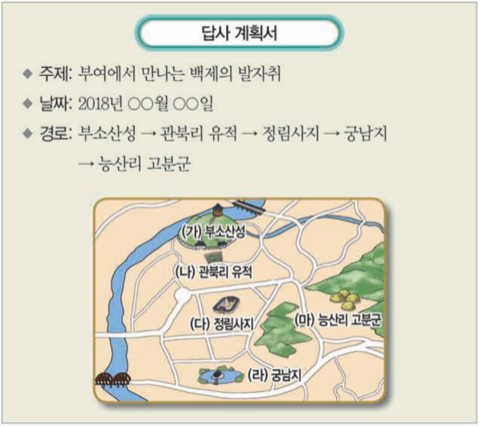 답사 계획서
◆ 주제: 부여에서 만나는 백제의 발자취
◆ 날짜: 2018년 ○○월 ○○일
◆ 경로: 부소산성 → 관북리 유적 → 정림사지 → 궁남지
→ 능산리 고분군
(가) 부소산성
(나) 관북리 유적
(다) 정림사지
(마) 능산리 고분군
(라) 궁남지